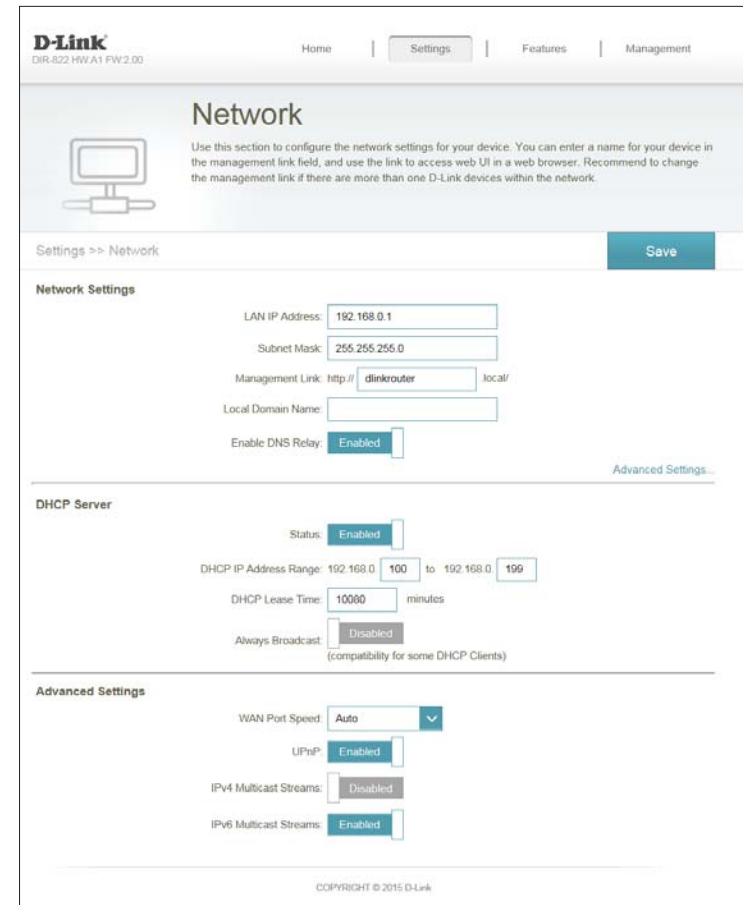 D-Link
DIR-822 HW:A1 FW:2.00
Home | Settings | Features | Management
Network
Use this section to configure the network settings for your device. You can enter a name for your device in
the management link field, and use the link to access web UI in a web browser. Recommend to change
the management link if there are more than one D-Link devices within the network.
Settings >> Network
Save
Network Settings
LAN IP Address: 192.168.0.1
Subnet Mask: 255.255.255.0
Management Link: http:// dlinkrouter .local/
Local Domain Name:
Enable DNS Relay: Enabled
Advanced Settings...
DHCP Server
Status: Enabled
DHCP IP Address Range: 192.168.0. 100 to 192.168.0. 199
DHCP Lease Time: 10080 minutes
Always Broadcast: Disabled
(compatibility for some DHCP Clients)
Advanced Settings
WAN Port Speed: Auto
UPnP: Enabled
IPv4 Multicast Streams: Disabled
IPv6 Multicast Streams: Enabled
COPYRIGHT © 2015 D-Link